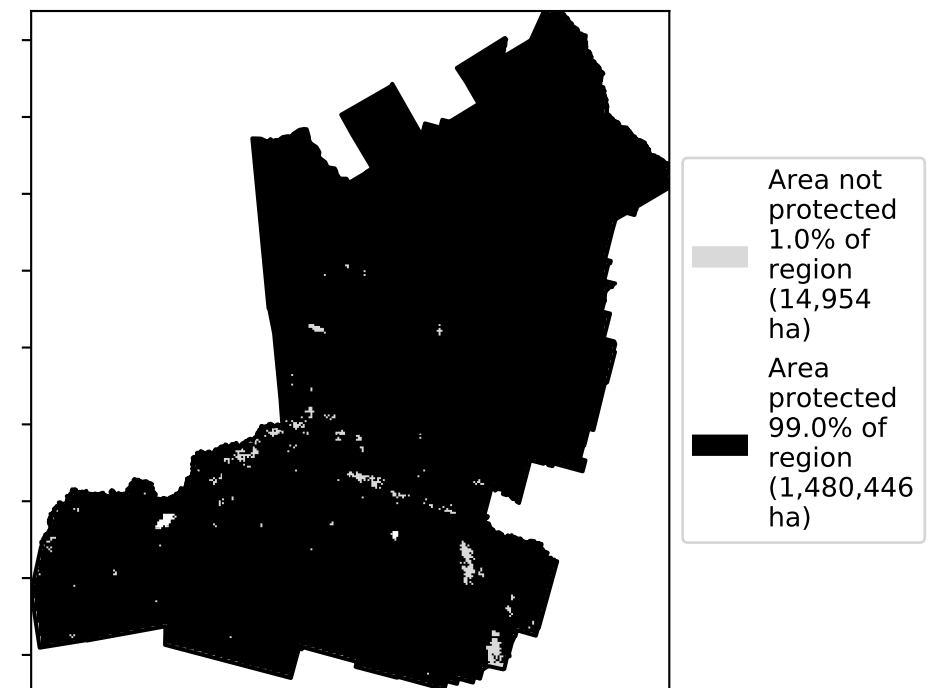 Area not
protected
1.0% of
region
(14,954
ha)
Area
protected
99.0% of
region
(1,480,446
ha)